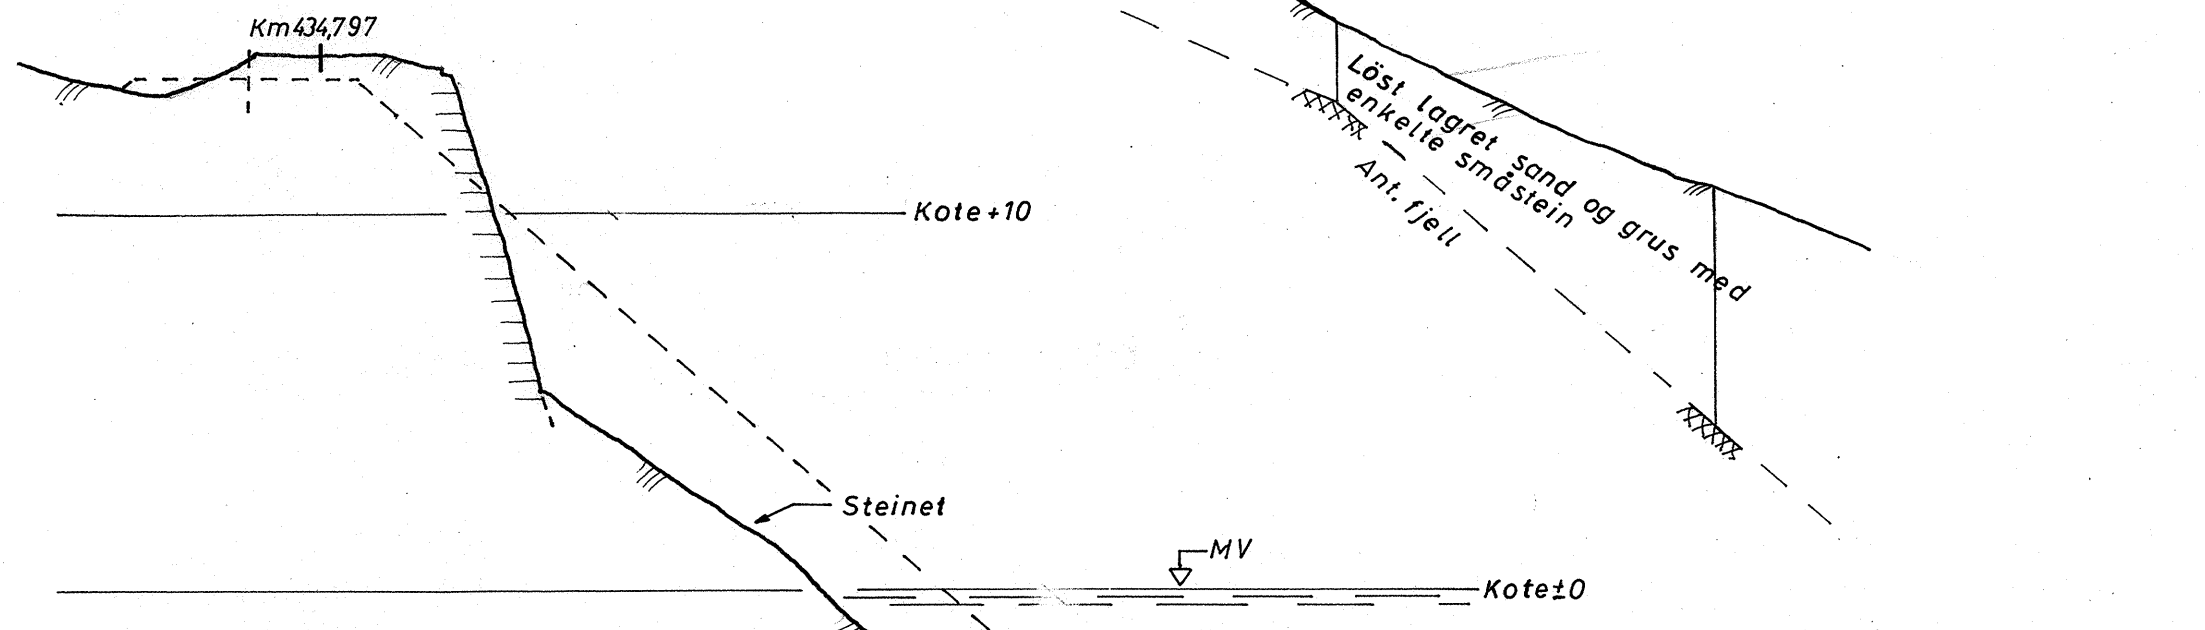 Km 434,797
Löst lagret sand og grus med
enkelte småstein
Ant. fjell
Kote +10
Steinet
MV
Kote ±0